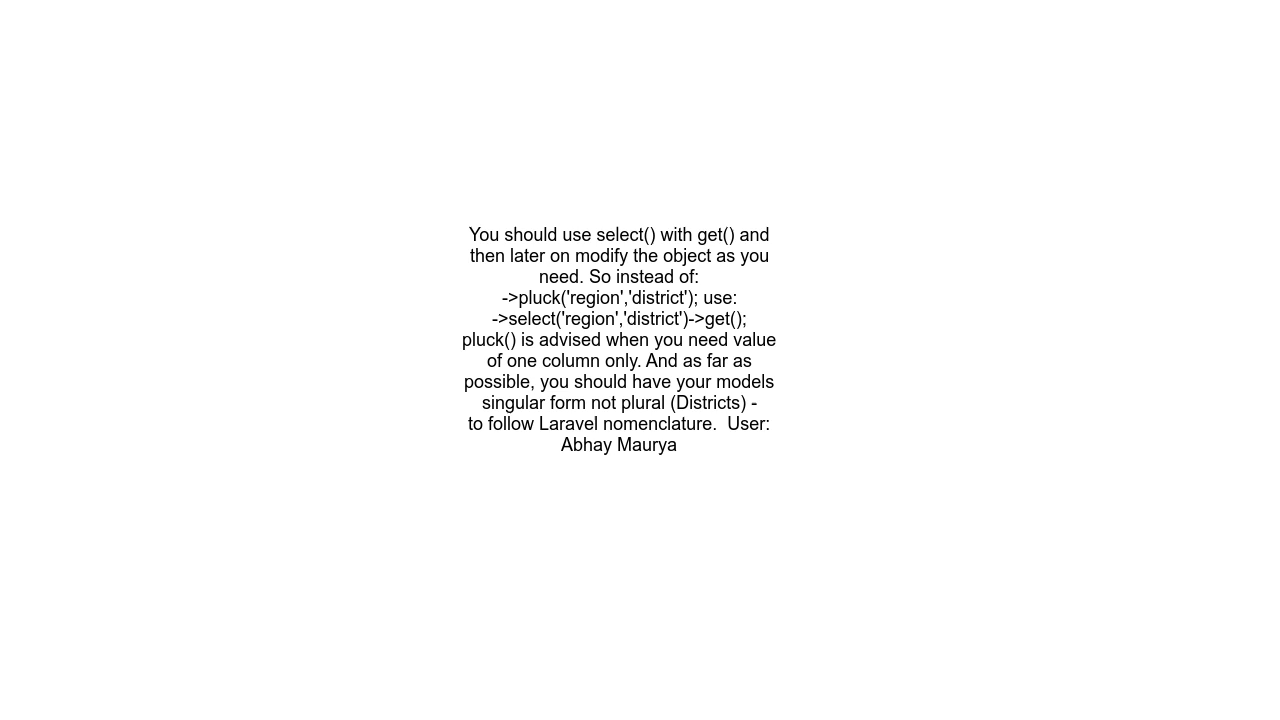 You should use select() with get() and
then later on modify the object as you
need. So instead of:
->pluck('region','district'); use:
->select('region','district')->get();
pluck() is advised when you need value
of one column only. And as far as
possible, you should have your models
singular form not plural (Districts) -
to follow Laravel nomenclature.  User:
Abhay Maurya